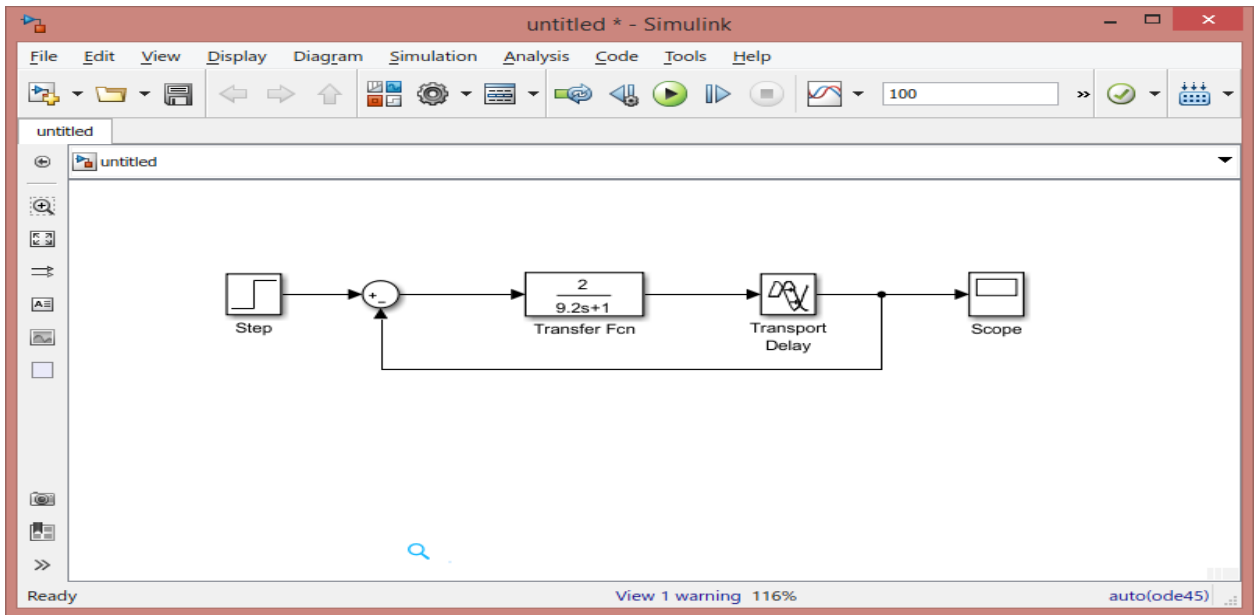 untitled * - Simulink
File Edit View Display Diagram Simulation Analysis Code Tools Help
100
untitled
untitled
Step
+
-
2
9.2s+1
Transfer Fcn
Transport
Delay
Scope
Ready View 1 warning 116% auto(ode45)